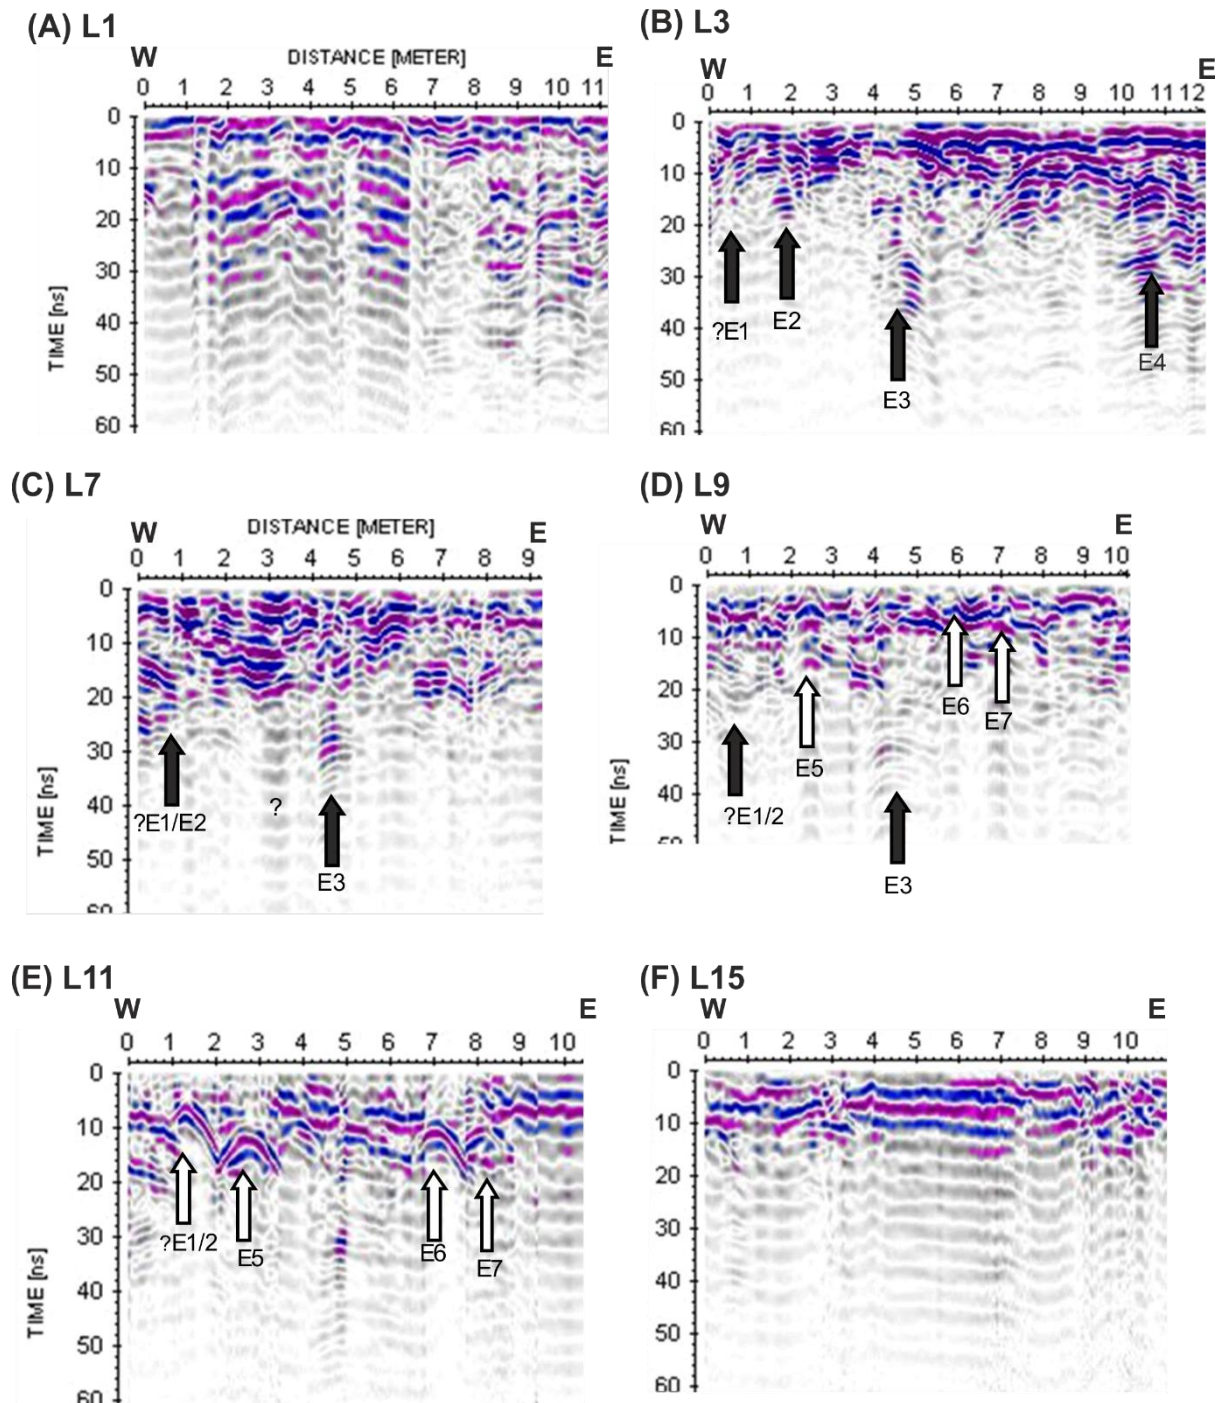 (A) L1
W DISTANCE [METER] E
0 1 2 3 4 5 6 7 8 9 10 11
0
10
20
30
40
50
60
TIME [ns]
(B) L3
W E
0 1 2 3 4 5 6 7 8 9 10 11 12
0
10
20
30
40
50
60
?E1
E2
E3
E4
(C) L7
W DISTANCE [METER] E
0 1 2 3 4 5 6 7 8 9
0
10
20
30
40
50
60
TIME [ns]
?E1/E2
?
E3
(D) L9
W E
0 1 2 3 4 5 6 7 8 9 10
0
10
20
30
40
50
TIME [ns]
?E1/2
E5
E3
E6
E7
(E) L11
W E
0 1 2 3 4 5 6 7 8 9 10
0
10
20
30
40
50
60
TIME [ns]
?E1/2
E5
E6
E7
(F) L15
W E
0 1 2 3 4 5 6 7 8 9 10
0
10
20
30
40
50
60